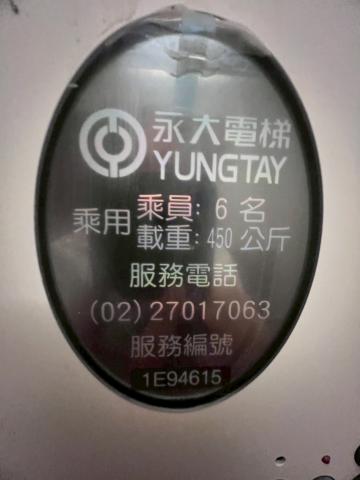 永大電梯
YUNGTAY
乘用 乘員: 6 名
載重: 450 公斤
服務電話
(02) 27017063
服務編號
1E94615